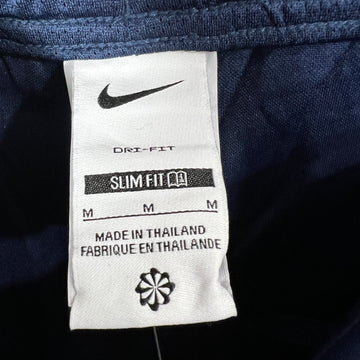 DRI-FIT
SLIM FIT
M M M
MADE IN THAILAND
FABRIQUE EN THAILANDE